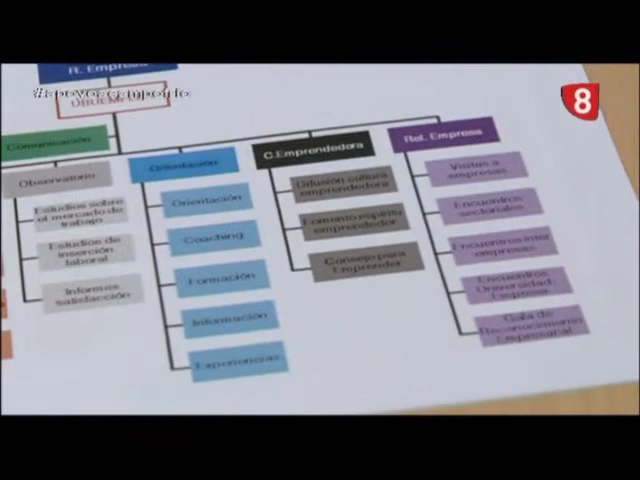 R. Empresa
#apoyoacampofrio
8
Comunicación
Observatorio
Estudios sobre
el mercado de
trabajo
Estudios de
inserción
laboral
Informes
satisfacción
Orientación
Orientación
Coaching
Formación
Información
Experiencias
C.Emprendedora
Difusión cultura
emprendedora
Fomento espíritu
emprendedor
Consejo para
Emprender
Rel. Empresa
Visitas a
empresas
Encuentros
sectoriales
Encuentros inter
empresas
Encuentros
Universidad-
Empresa
Gala de
Reconocimiento
Empresarial